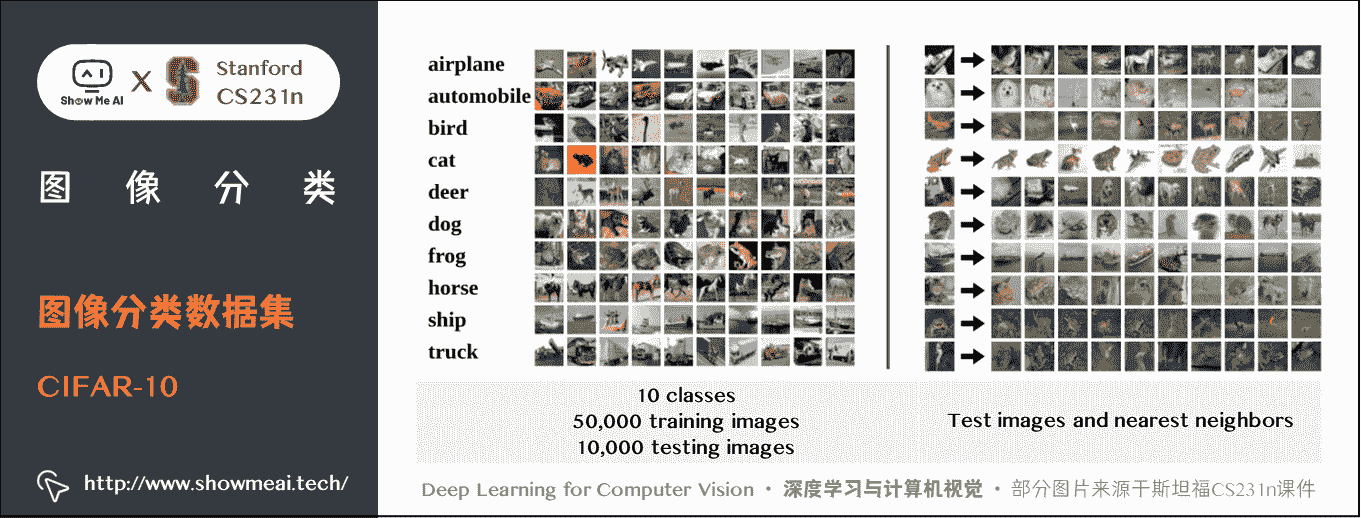 Show Me AI
X
Stanford
CS231n
图像分类
图像分类数据集
CIFAR-10
http://www.showmeai.tech/
airplane
automobile
bird
cat
deer
dog
frog
horse
ship
truck
10 classes
50,000 training images
10,000 testing images
Test images and nearest neighbors
Deep Learning for Computer Vision · 深度学习与计算机视觉 · 部分图片来源于斯坦福CS231n课件